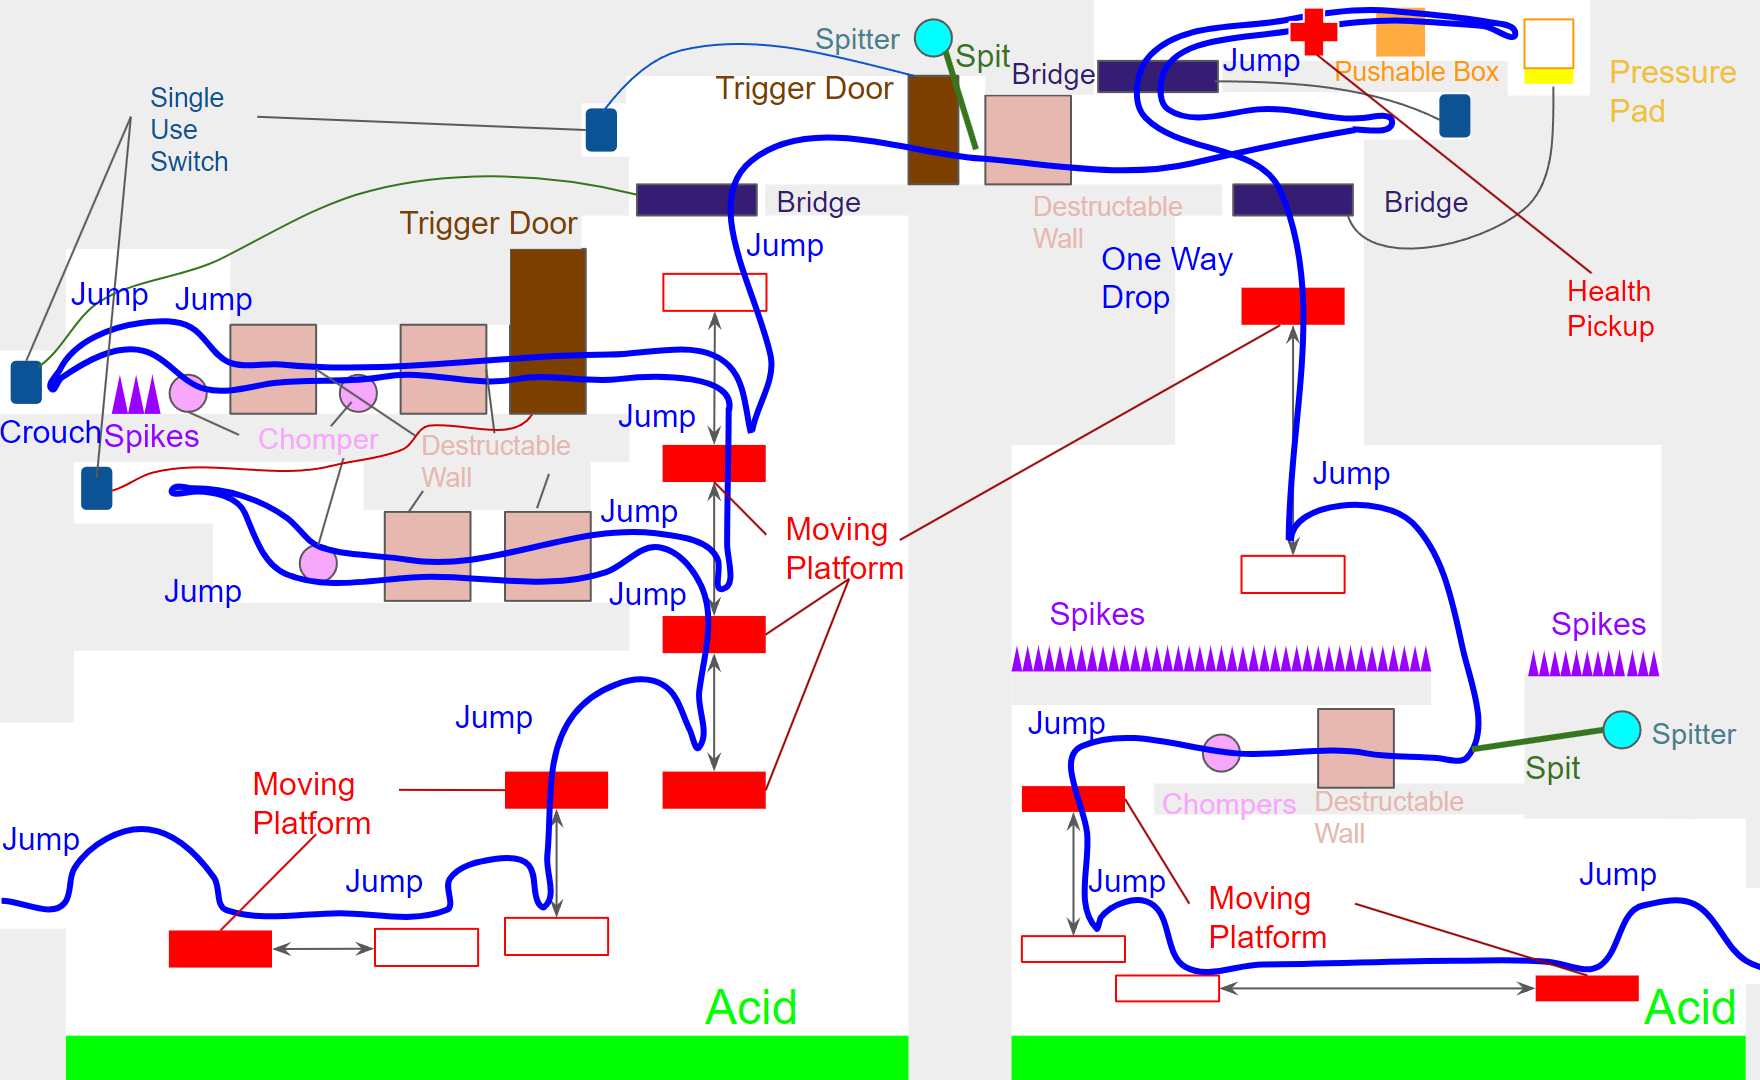 Spitter
Spit
Bridge
Jump
Pushable Box
Pressure
Pad
Trigger Door
Single
Use
Switch
Bridge
Destructable
Wall
Bridge
Trigger Door
Jump
One Way
Drop
Health
Pickup
Jump
Jump
Jump
Crouch
Spikes
Chomper
Destructable
Wall
Jump
Jump
Moving
Platform
Jump
Jump
Spikes
Spikes
Jump
Jump
Spitter
Spit
Moving
Platform
Chompers
Destructable
Wall
Jump
Jump
Jump
Moving
Platform
Jump
Acid
Acid